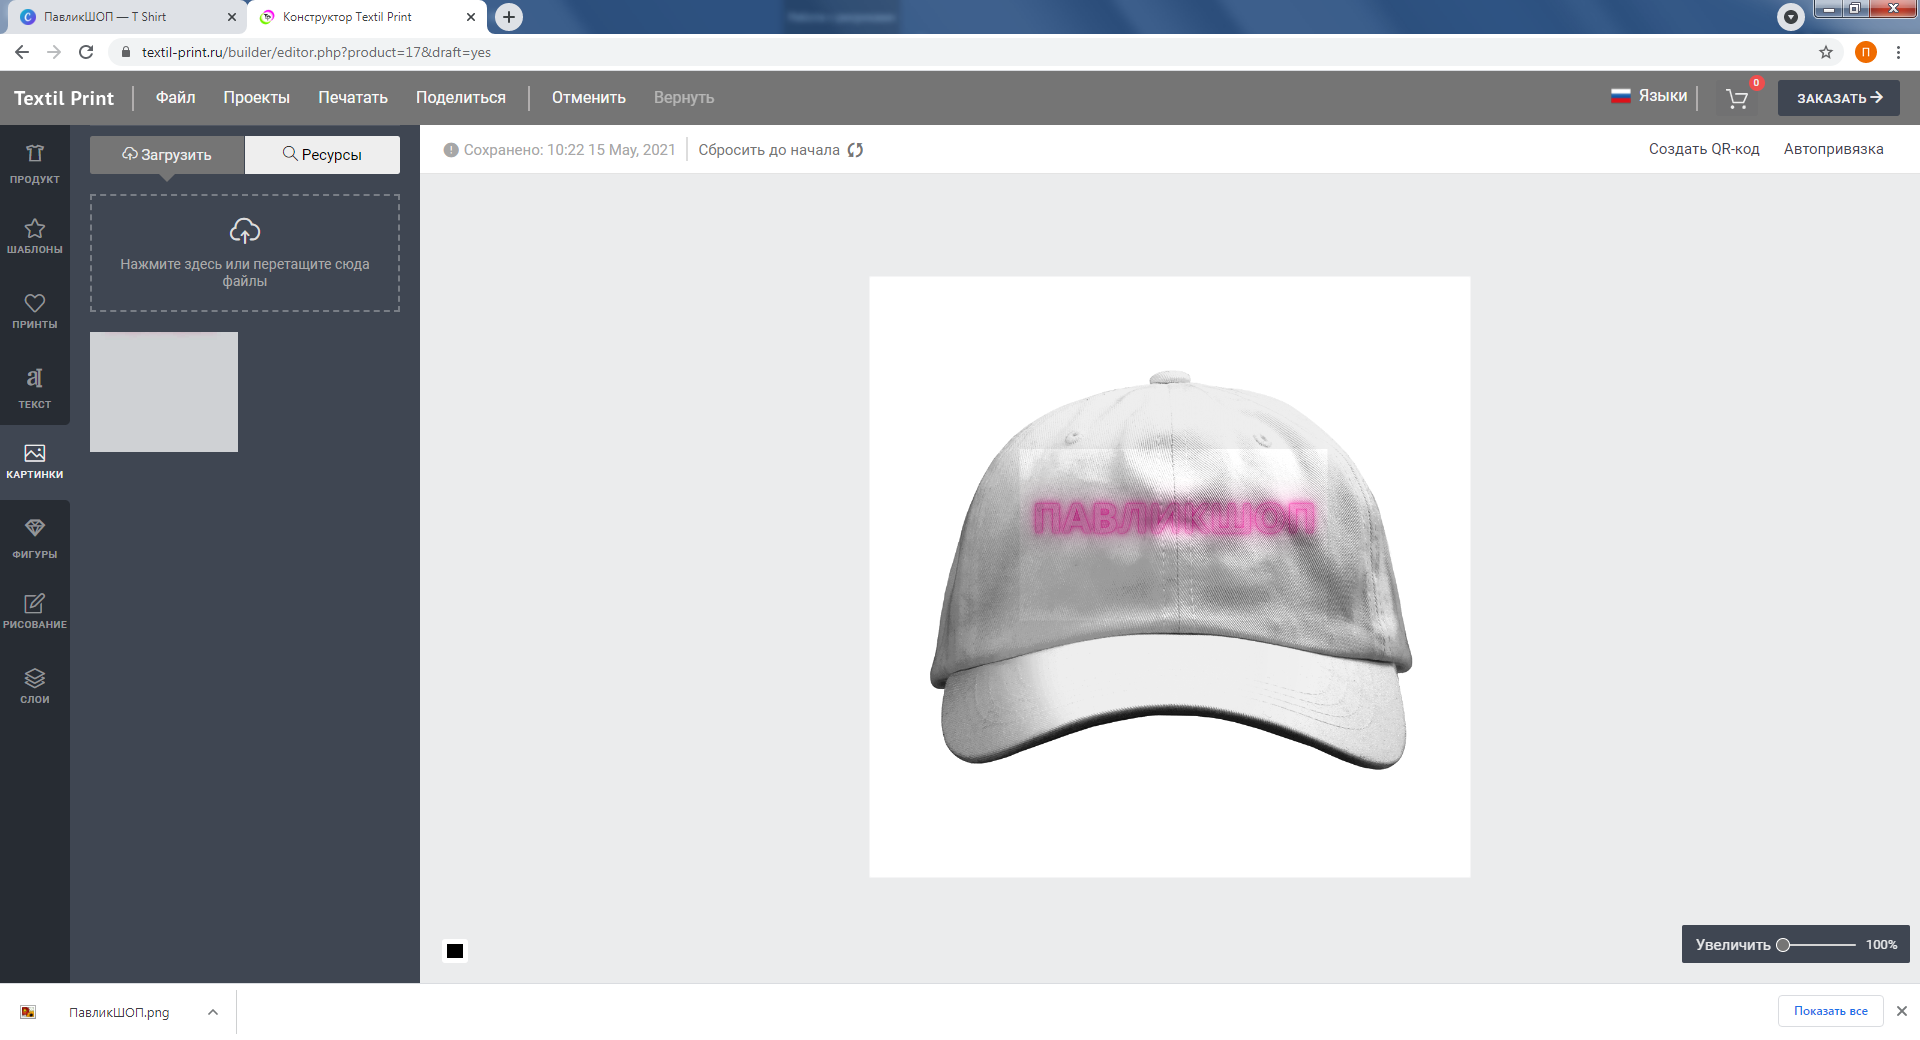 ПавликШОП — T Shirt
Конструктор Textil Print
textil-print.ru/builder/editor.php?product=17&draft=yes
П
Textil Print
Файл
Проекты
Печатать
Поделиться
Отменить
Вернуть
Языки
0
ЗАКАЗАТЬ
ПРОДУКТ
ШАБЛОНЫ
ПРИНТЫ
ТЕКСТ
КАРТИНКИ
ФИГУРЫ
РИСОВАНИЕ
СЛОИ
Загрузить
Ресурсы
Нажмите здесь или перетащите сюда
файлы
Сохранено: 10:22 15 May, 2021
Сбросить до начала
Создать QR-код
Автопривязка
ПАВЛИКШОП
Увеличить
100%
ПавликШОП.png
Показать все